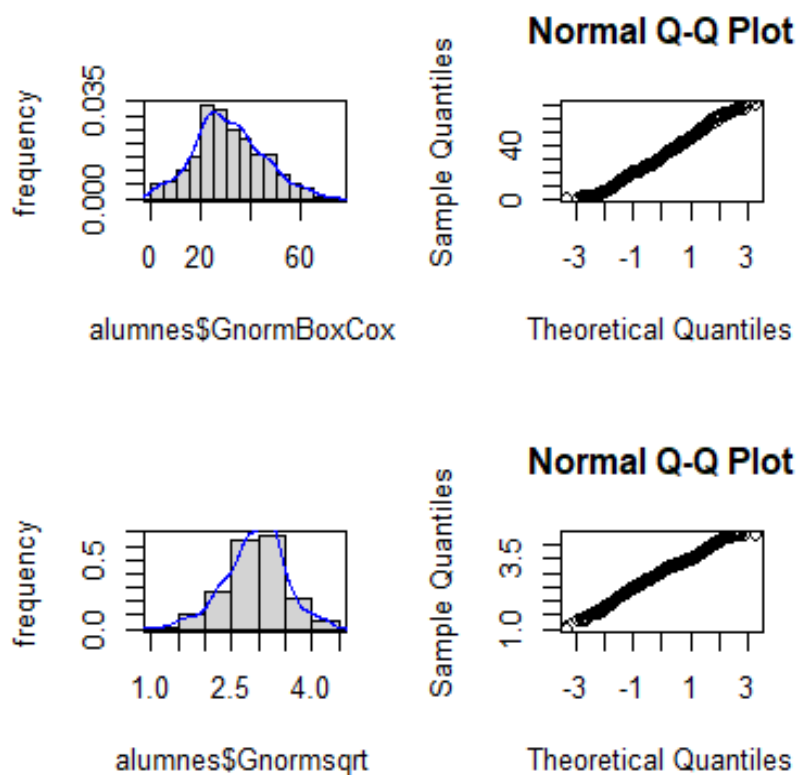 Normal Q-Q Plot
frequency
0.000 0.035
0 20 60
alumnes$GnormBoxCox
Sample Quantiles
0 40
-3 -1 1 3
Theoretical Quantiles
Normal Q-Q Plot
frequency
0.0 0.5
1.0 2.5 4.0
alumnes$Gnormsqrt
Sample Quantiles
1.0 3.5
-3 -1 1 3
Theoretical Quantiles